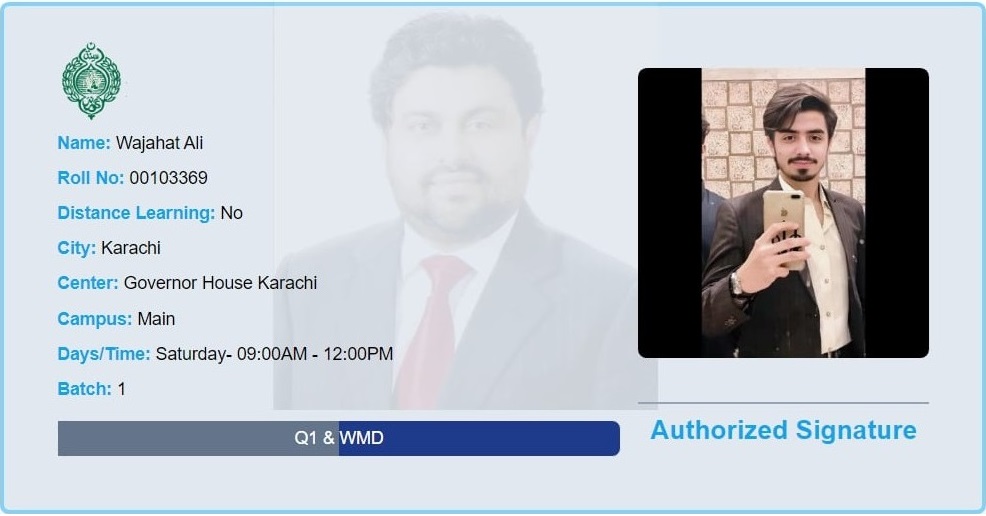 Name: Wajahat Ali
Roll No: 00103369
Distance Learning: No
City: Karachi
Center: Governor House Karachi
Campus: Main
Days/Time: Saturday- 09:00AM - 12:00PM
Batch: 1
Q1 & WMD
Authorized Signature